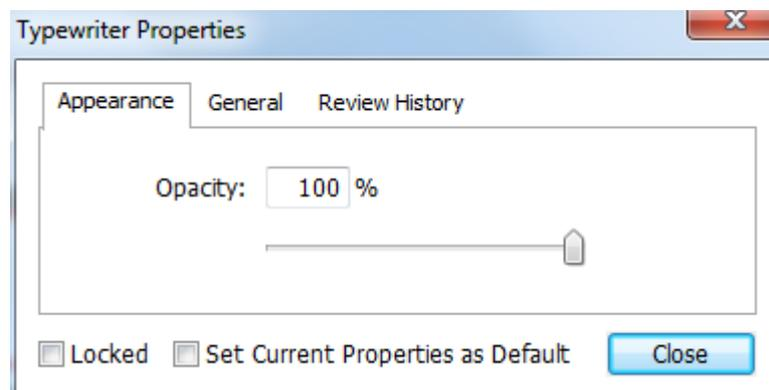 Typewriter Properties
Appearance General Review History
Opacity: 100 %
Locked Set Current Properties as Default Close